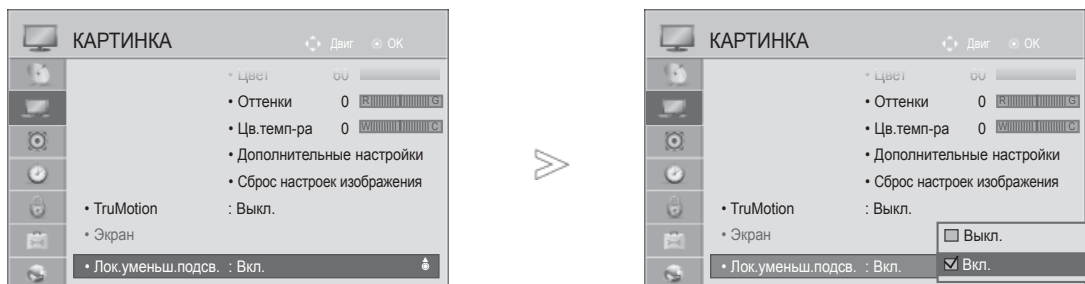 КАРТИНКА Двиг ОК
• Цвет 60
• Оттенки 0 R G
• Цв.темп-ра 0 W C
• Дополнительные настройки
• Сброс настроек изображения
• TruMotion : Выкл.
• Экран
• Лок.уменьш.подсв. : Вкл.
КАРТИНКА Двиг ОК
• Цвет 60
• Оттенки 0 R G
• Цв.темп-ра 0 W C
• Дополнительные настройки
• Сброс настроек изображения
• TruMotion : Выкл.
• Экран
Выкл.
• Лок.уменьш.подсв. : Вкл.
Вкл.